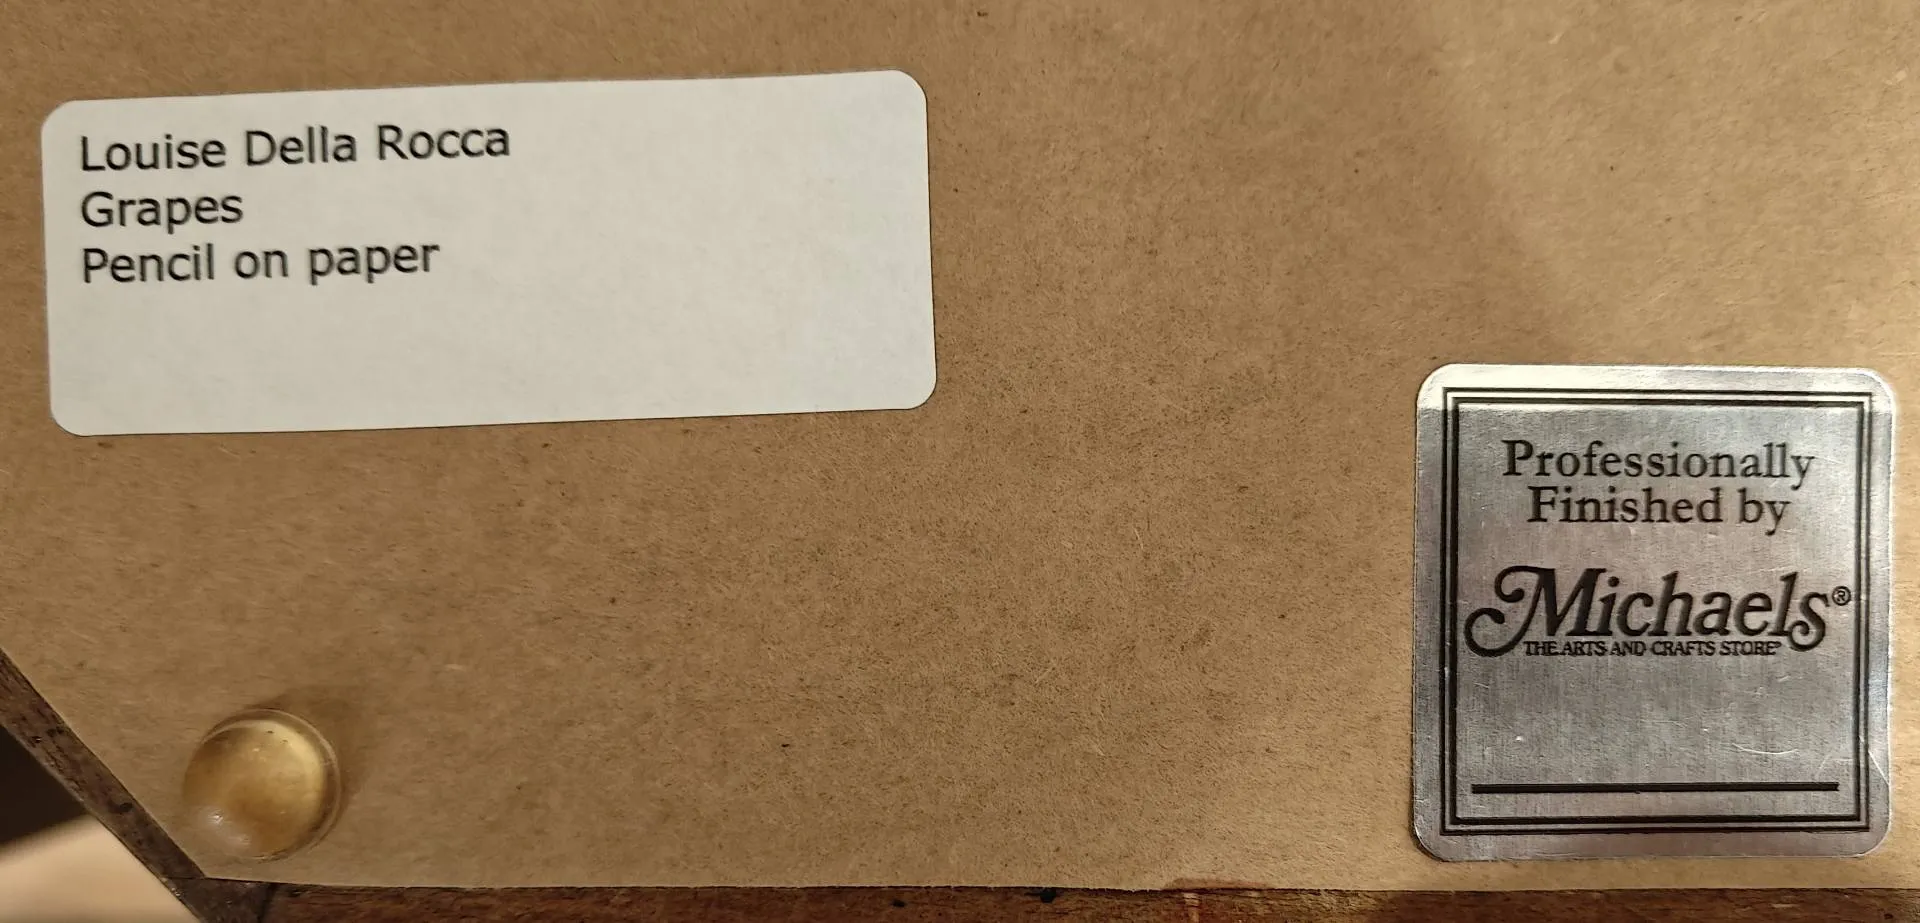 Louise Della Rocca
Grapes
Pencil on paper
Professionally
Finished by
Michaels®
THE ARTS AND CRAFTS STORE®